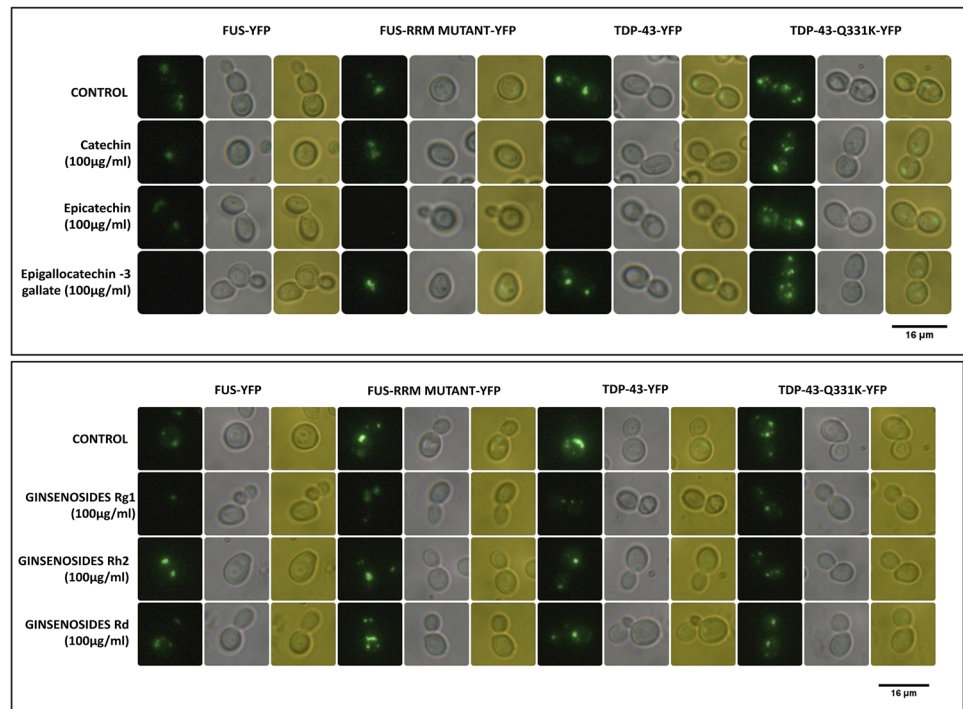 FUS-YFP FUS-RRM MUTANT-YFP TDP-43-YFP TDP-43-Q331K-YFP
CONTROL
Catechin
(100µg/ml)
Epicatechin
(100µg/ml)
Epigallocatechin -3
gallate (100µg/ml)
16 µm
FUS-YFP FUS-RRM MUTANT-YFP TDP-43-YFP TDP-43-Q331K-YFP
CONTROL
GINSENOSIDES Rg1
(100µg/ml)
GINSENOSIDES Rh2
(100µg/ml)
GINSENOSIDES Rd
(100µg/ml)
16 µm